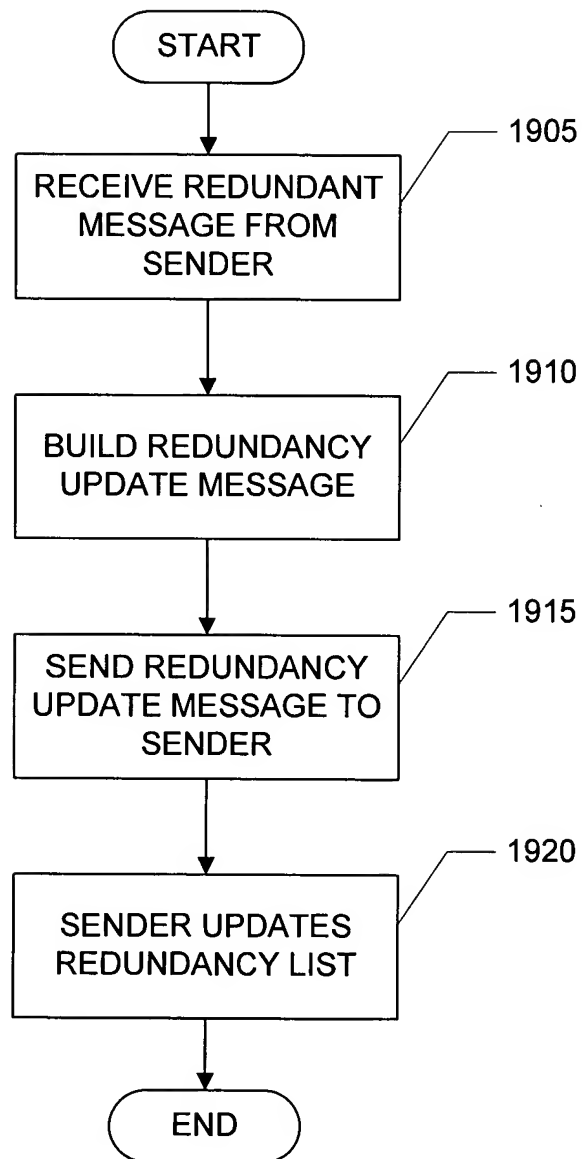 START
1905
RECEIVE REDUNDANT
MESSAGE FROM
SENDER
1910
BUILD REDUNDANCY
UPDATE MESSAGE
1915
SEND REDUNDANCY
UPDATE MESSAGE TO
SENDER
1920
SENDER UPDATES
REDUNDANCY LIST
END